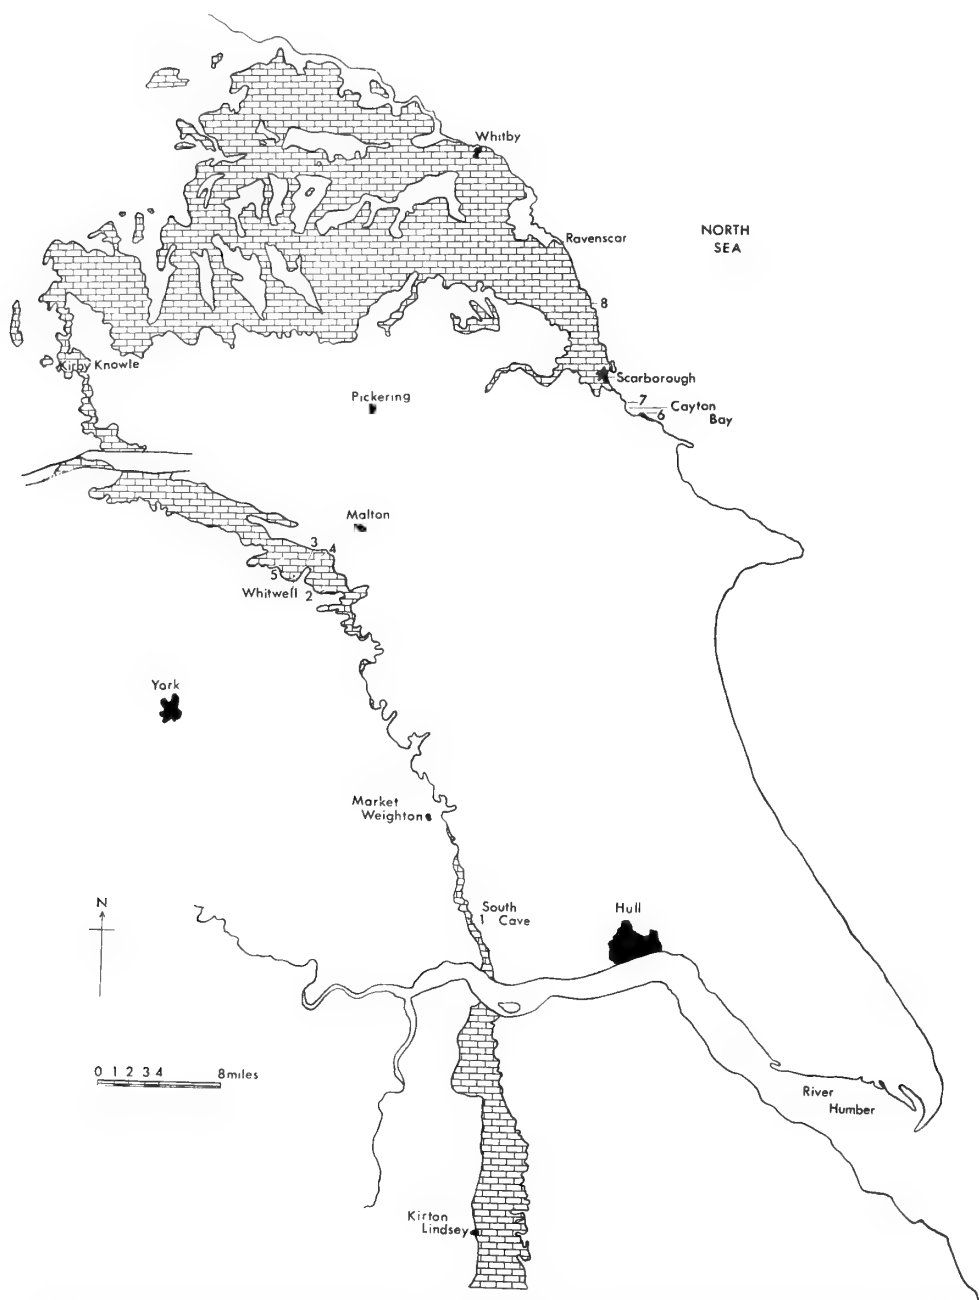 Whitby
NORTH
SEA
Ravenscar
8
Kirby Knowle
Scarborough
Pickering
7
Cayton
6
Bay
Malton
3
4
5
Whitwell
2
York
Market
Weighton
N
South
1
Cave
Hull
0 1 2 3 4
8miles
River
Humber
Kirton
Lindsey